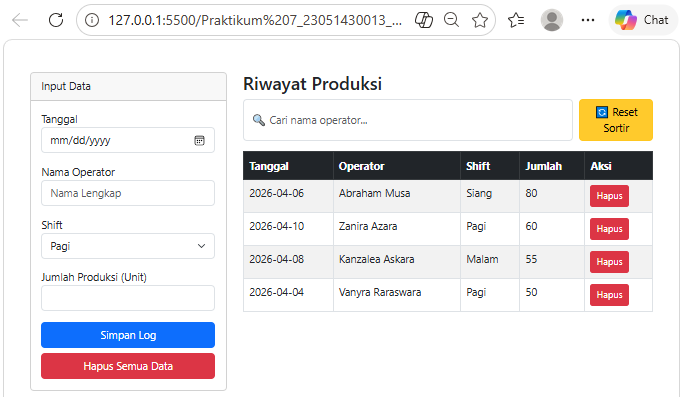 127.0.0.1:5500/Praktikum%207_23051430013_...
Chat
Input Data
Tanggal
mm/dd/yyyy
Nama Operator
Nama Lengkap
Shift
Pagi
Jumlah Produksi (Unit)
Simpan Log
Hapus Semua Data
Riwayat Produksi
🔍 Cari nama operator...
🔄 Reset
Sortir
Tanggal Operator Shift Jumlah Aksi
2026-04-06 Abraham Musa Siang 80 Hapus
2026-04-10 Zanira Azara Pagi 60 Hapus
2026-04-08 Kanzalea Askara Malam 55 Hapus
2026-04-04 Vanyra Raraswara Pagi 50 Hapus